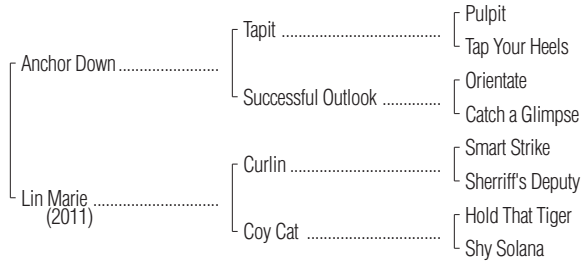 Pulpit
Tapit ........................
Tap Your Heels
Anchor Down ........................
Orientate
Successful Outlook ..............
Catch a Glimpse
Smart Strike
Curlin ..............................
Sherriff's Deputy
Lin Marie ..............................
(2011)
Hold That Tiger
Coy Cat ..............................
Shy Solana